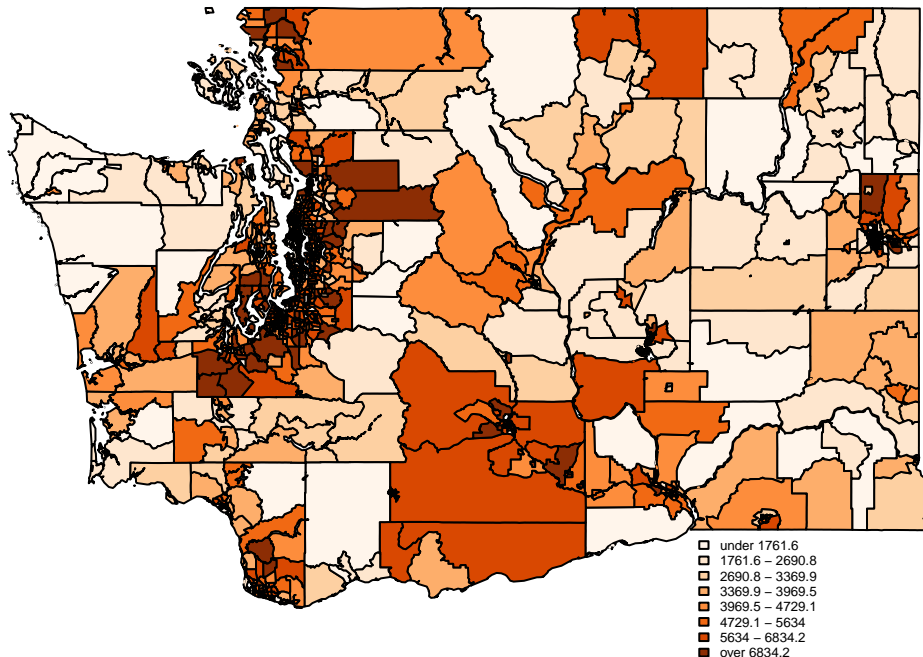 under 1761.6
1761.6 – 2690.8
2690.8 – 3369.9
3369.9 – 3969.5
3969.5 – 4729.1
4729.1 – 5634
5634 – 6834.2
over 6834.2